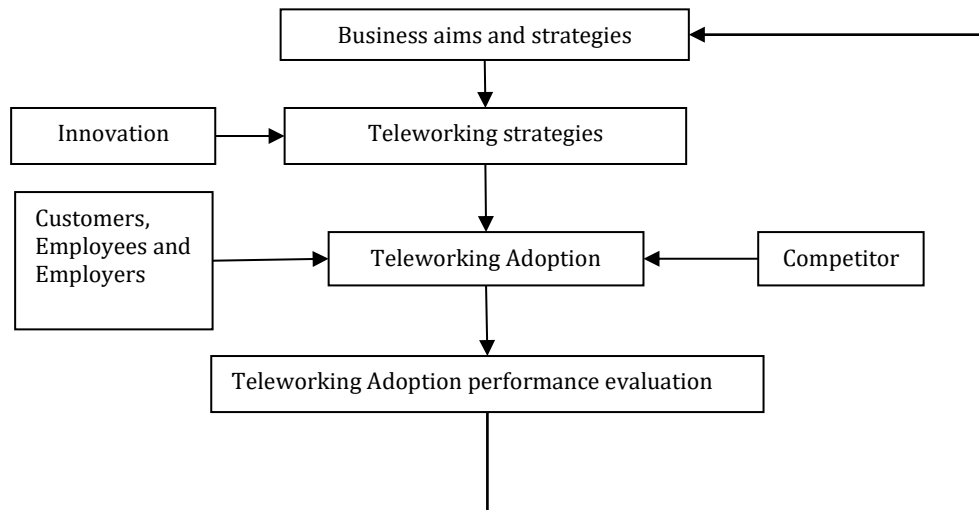 Business aims and strategies
Innovation
Teleworking strategies
Customers,
Employees and
Employers
Teleworking Adoption
Competitor
Teleworking Adoption performance evaluation